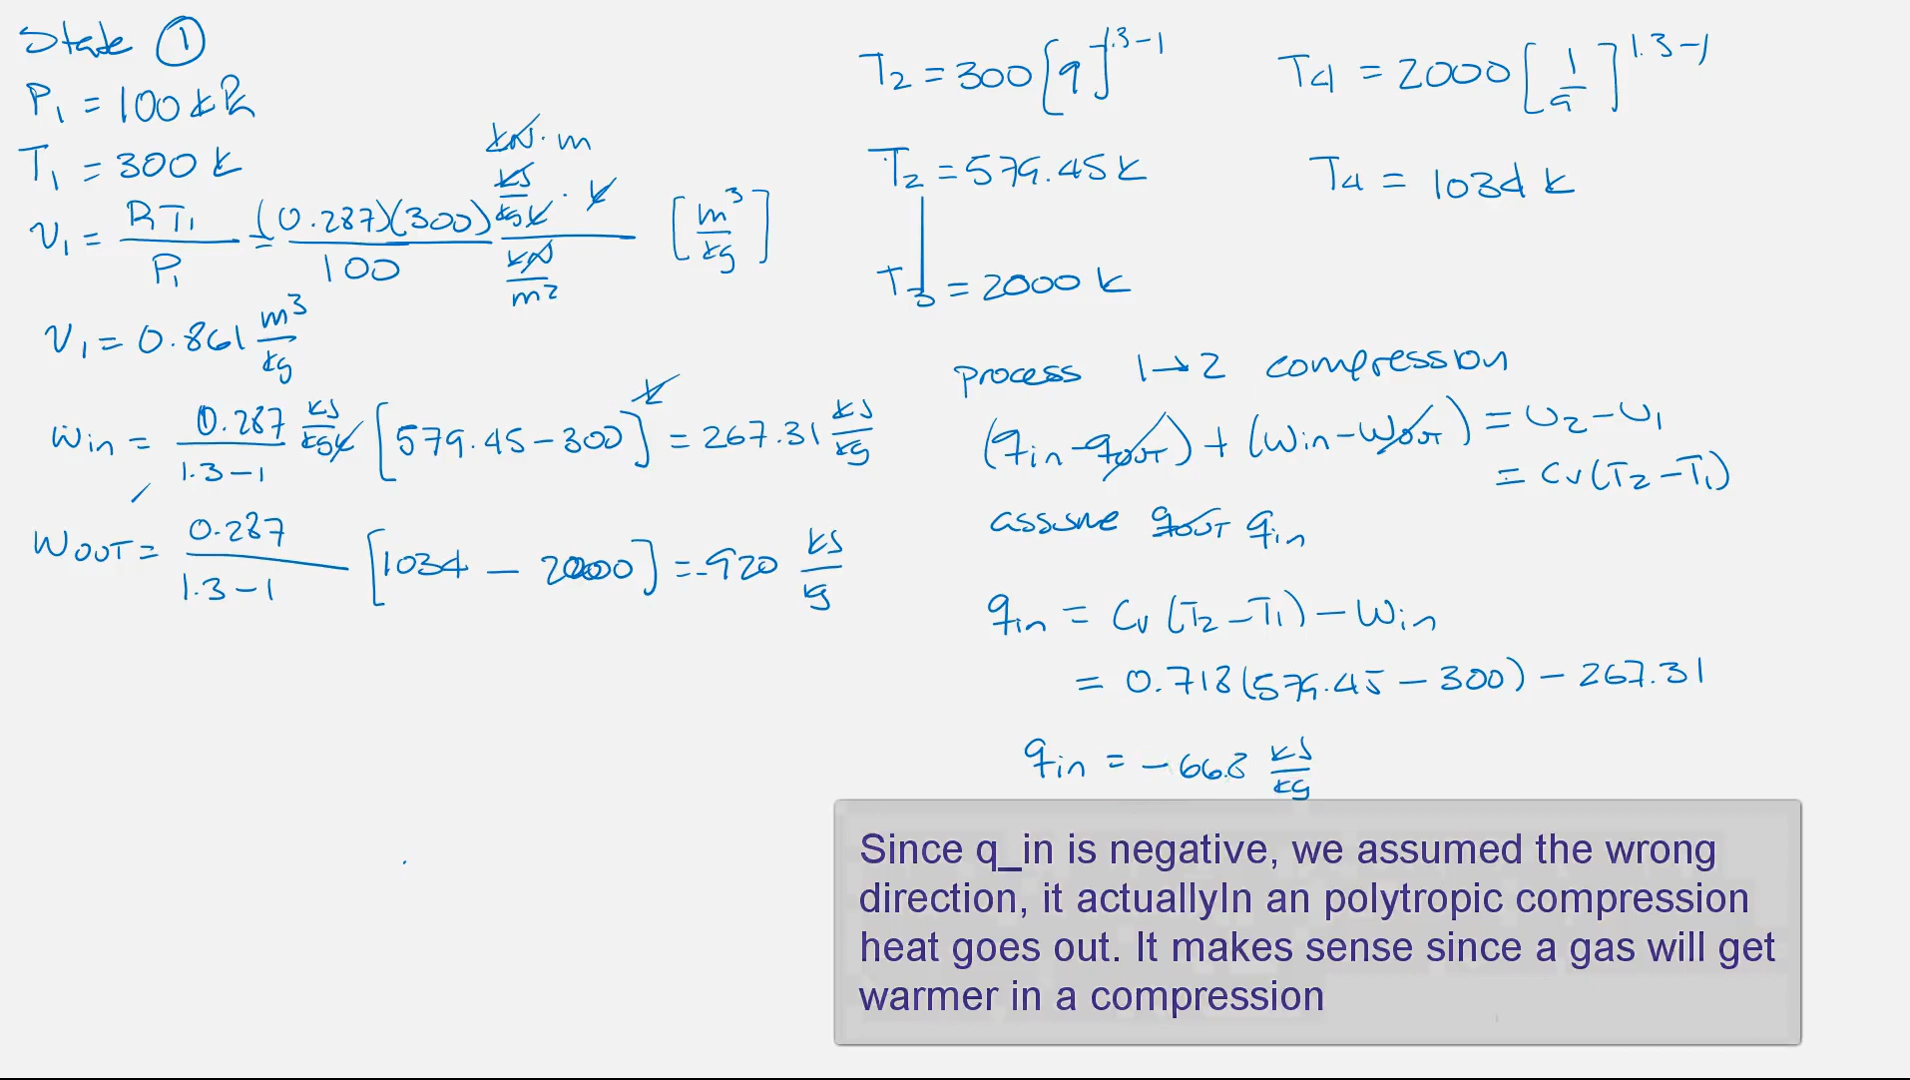 State ①
P₁ = 100 kPa
T₁ = 300 K
v₁ = RT₁ / P₁ = (0.287)(300) / 100 (kJ/kgK · K) / (kN/m²) kN·m [m³/kg]
v₁ = 0.861 m³/kg
Win = 0.287 / (1.3-1) kJ/kgK [579.45-300] K = 267.31 kJ/kg
WOUT = 0.287 / (1.3-1) [1034 - 2000] = -920 kJ/kg
T₂ = 300 [9]^1.3-1
T₂ = 579.45 K
T₃ = 2000 K
T₄ = 2000 [1/9]^1.3-1
T₄ = 1034 K
process 1→2 compression
(qin - qOUT) + (Win - WOUT) = U₂ - U₁
= Cv(T₂ - T₁)
assume qOUT qin
qin = Cv (T₂ - T₁) - Win
= 0.718(579.45 - 300) - 267.31
qin = -66.8 kJ/kg
Since q_in is negative, we assumed the wrong
direction, it actuallyIn an polytropic compression
heat goes out. It makes sense since a gas will get
warmer in a compression